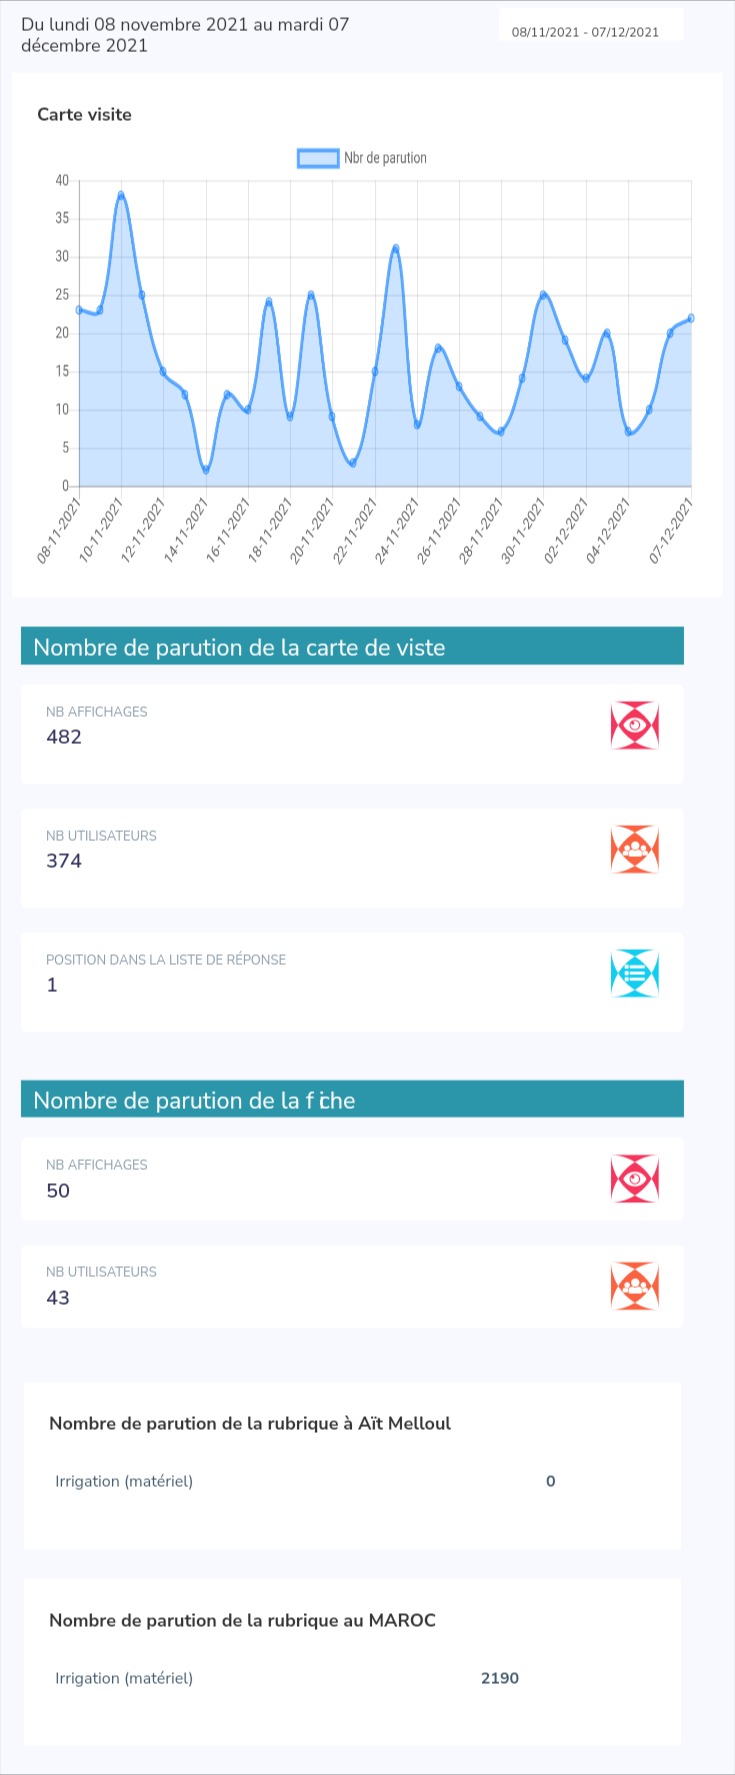 Du lundi 08 novembre 2021 au mardi 07
décembre 2021
08/11/2021 - 07/12/2021
Carte visite
Nbr de parution
40
35
30
25
20
15
10
5
0
08-11-2021
10-11-2021
12-11-2021
14-11-2021
16-11-2021
18-11-2021
20-11-2021
22-11-2021
24-11-2021
26-11-2021
28-11-2021
30-11-2021
02-12-2021
04-12-2021
07-12-2021
Nombre de parution de la carte de viste
NB AFFICHAGES
482
NB UTILISATEURS
374
POSITION DANS LA LISTE DE RÉPONSE
1
Nombre de parution de la fiche
NB AFFICHAGES
50
NB UTILISATEURS
43
Nombre de parution de la rubrique à Aït Melloul
Irrigation (matériel) 0
Nombre de parution de la rubrique au MAROC
Irrigation (matériel) 2190